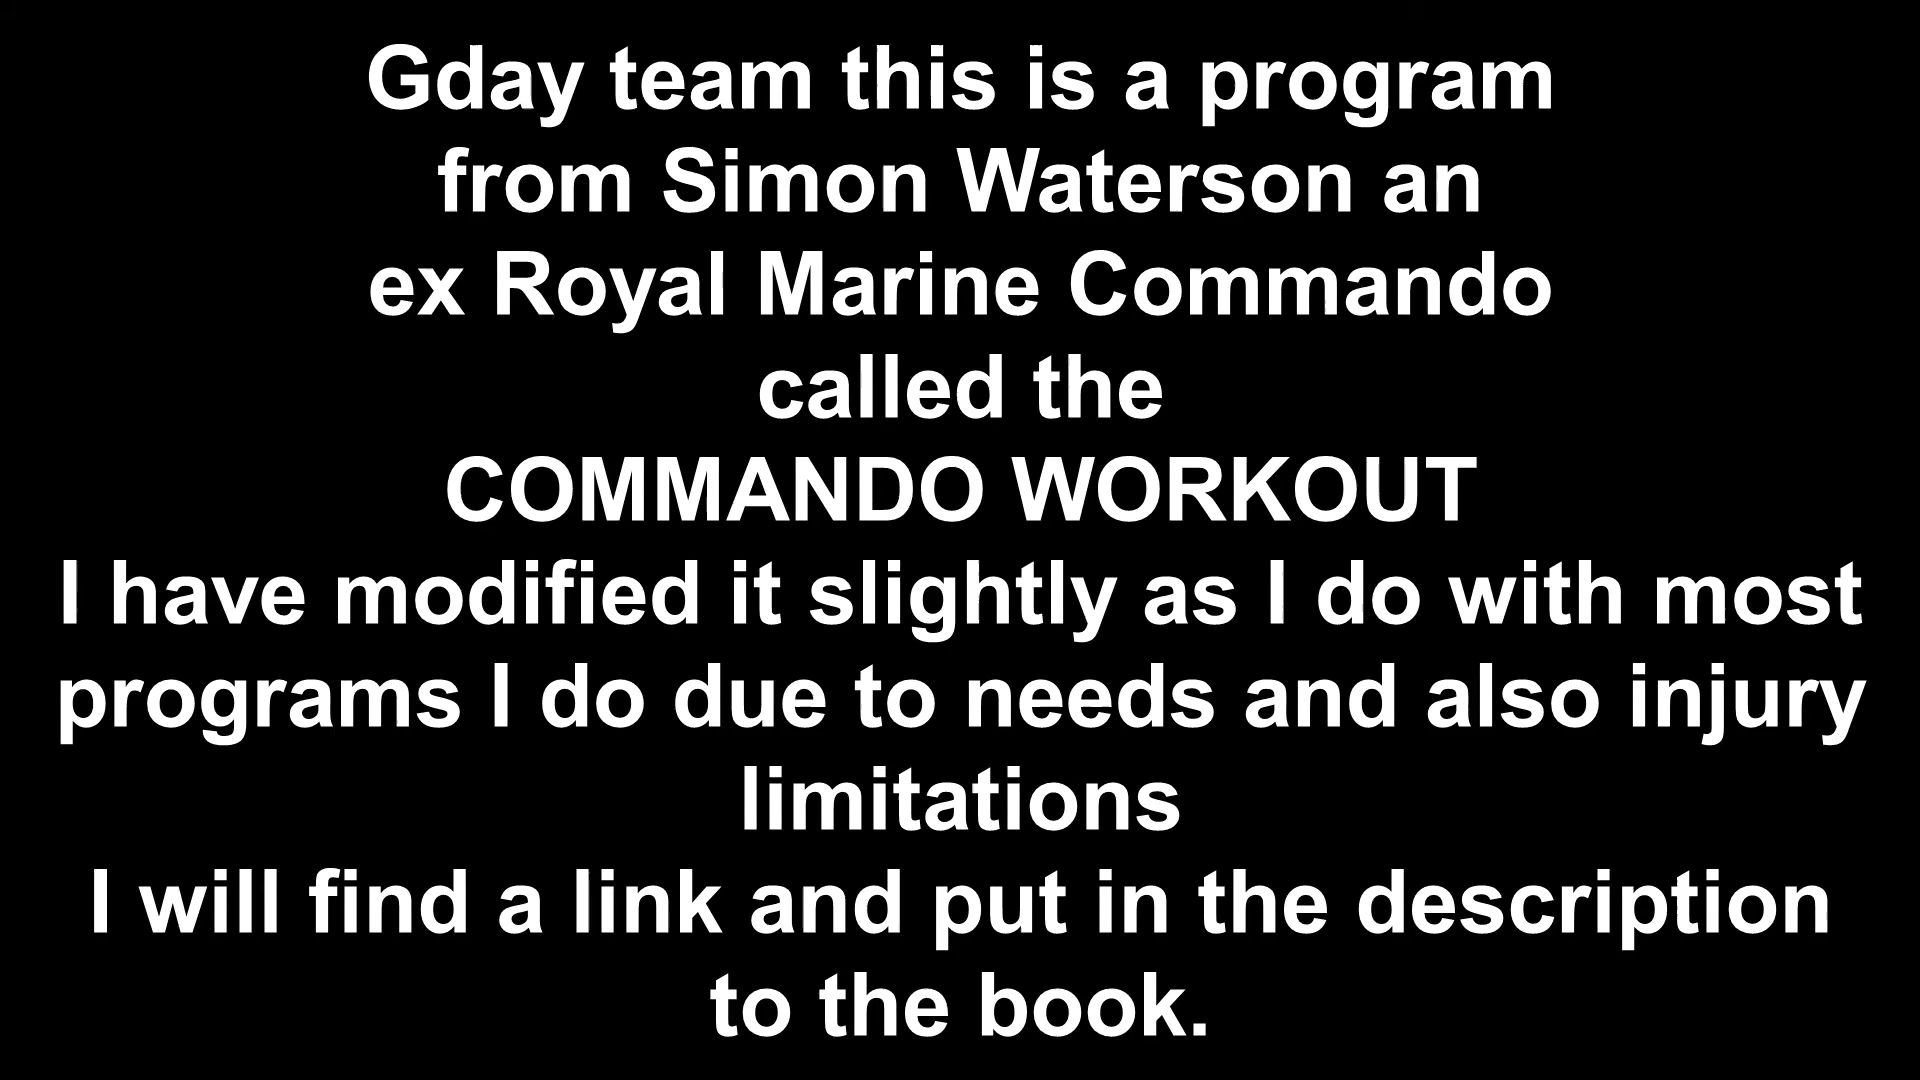 Gday team this is a program
from Simon Waterson an
ex Royal Marine Commando
called the
COMMANDO WORKOUT
I have modified it slightly as I do with most
programs I do due to needs and also injury
limitations
I will find a link and put in the description
to the book.